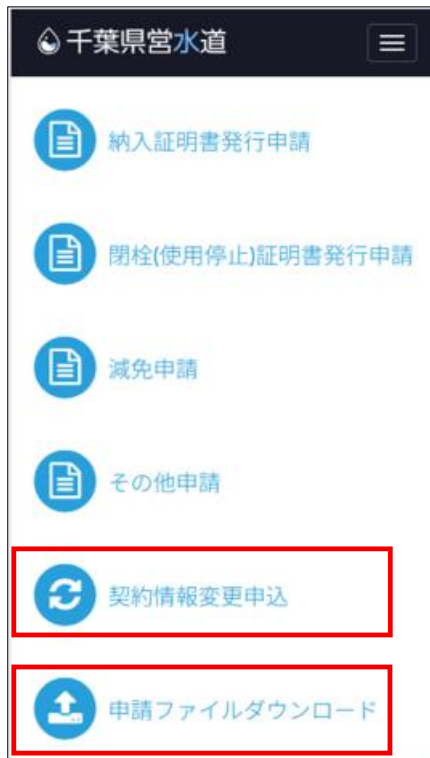 千葉県営水道
納入証明書発行申請
閉栓(使用停止)証明書発行申請
減免申請
その他申請
契約情報変更申込
申請ファイルダウンロード